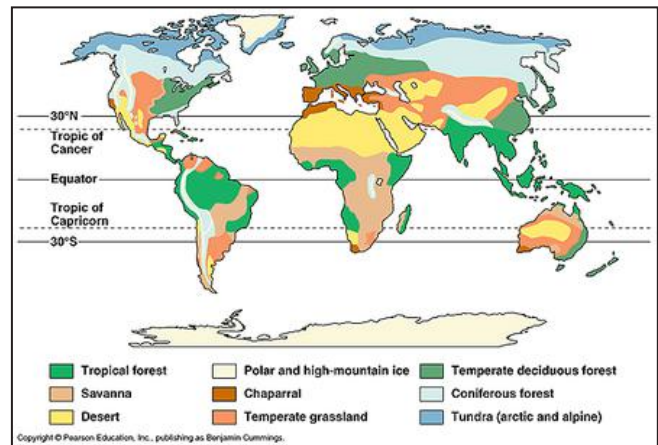 30°N
Tropic of
Cancer
Equator
Tropic of
Capricorn
30°S
Tropical forest
Polar and high-mountain ice
Temperate deciduous forest
Savanna
Chaparral
Coniferous forest
Desert
Temperate grassland
Tundra (arctic and alpine)
Copyright © Pearson Education, Inc., publishing as Benjamin Cummings.